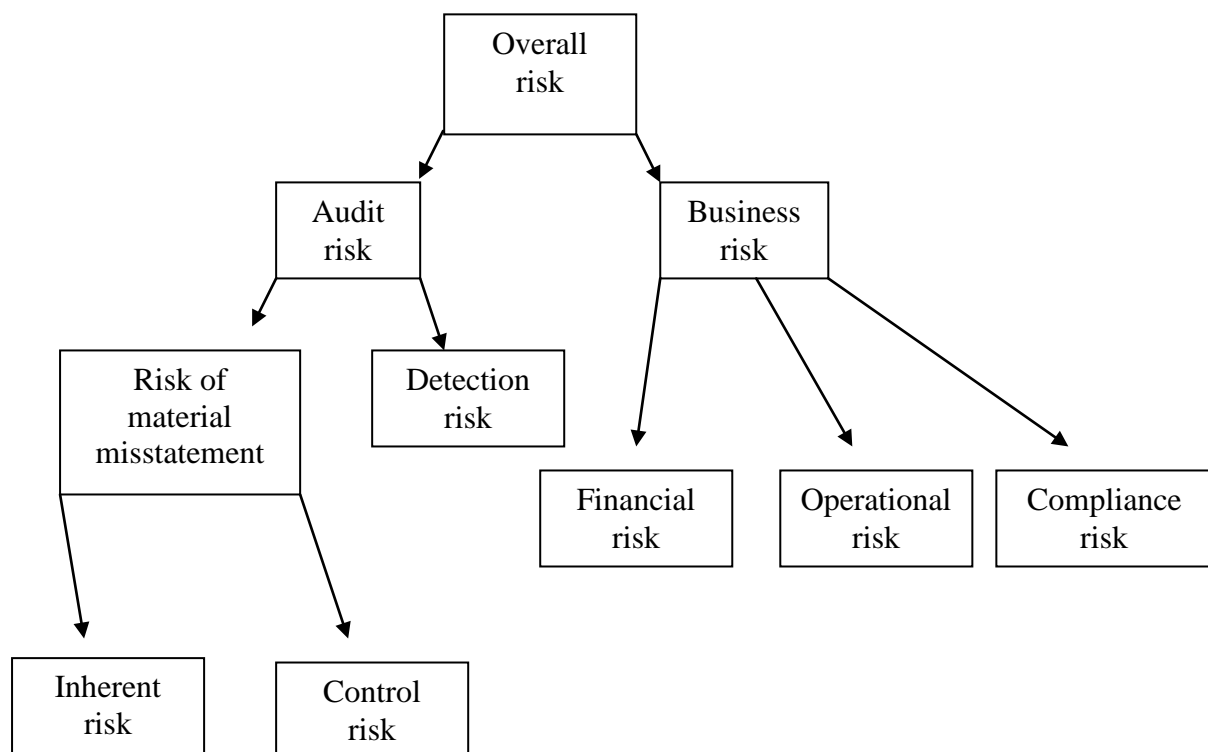 Overall
risk
Audit
risk
Business
risk
Risk of
material
misstatement
Detection
risk
Financial
risk
Operational
risk
Compliance
risk
Inherent
risk
Control
risk